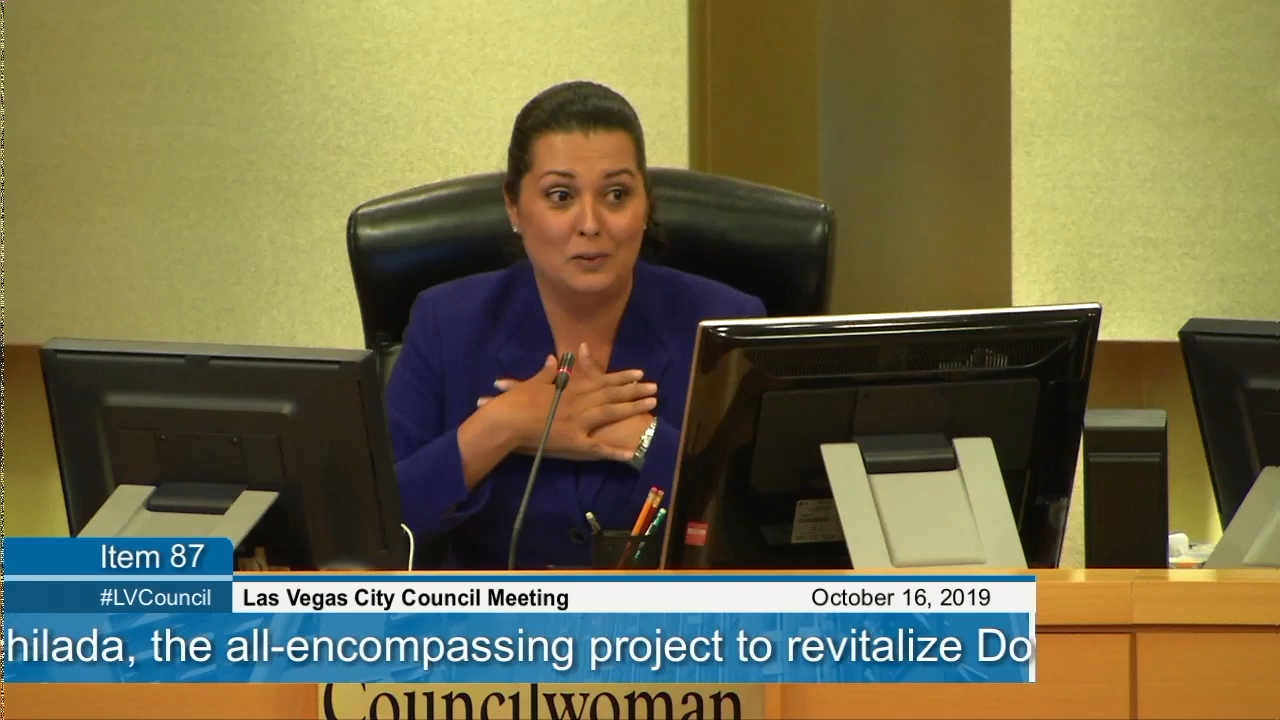 Item 87
#LVCouncil
Las Vegas City Council Meeting
October 16, 2019
hilada, the all-encompassing project to revitalize Do
Councilwoman